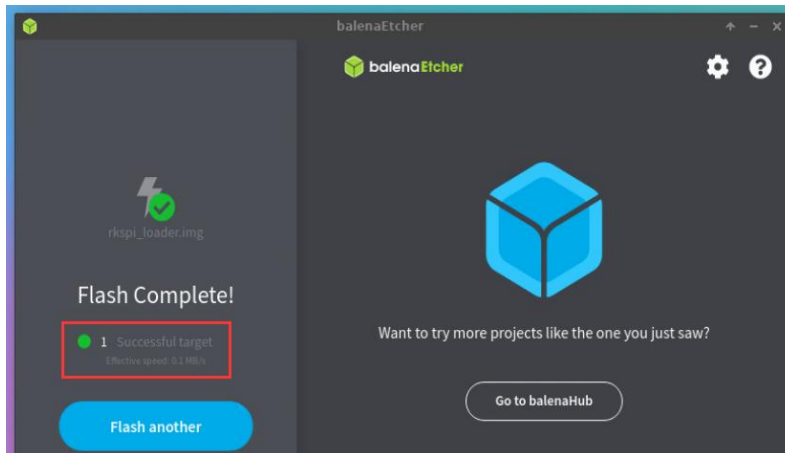 balenaEtcher
balenaEtcher
rkspi_loader.img
Flash Complete!
1 Successful target
Effective speed: 0.1 MB/s
Flash another
Want to try more projects like the one you just saw?
Go to balenaHub